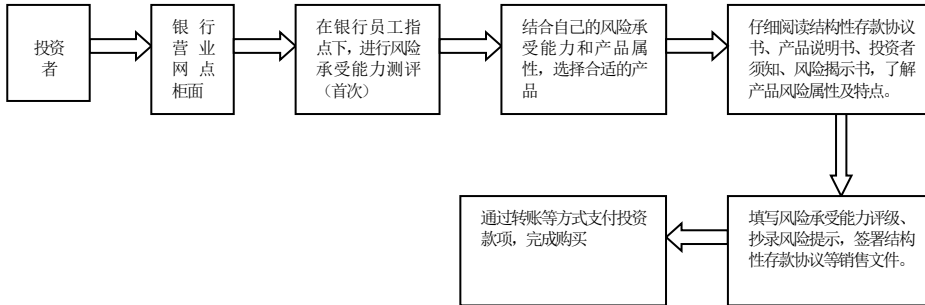 投资
者
银行
营业
网点
柜面
在银行员工指
点下，进行风险
承受能力测评
（首次）
结合自己的风险承
受能力和产品属
性，选择合适的产
品
仔细阅读结构性存款协议
书、产品说明书、投资者
须知、风险揭示书，了解
产品风险属性及特点。
填写风险承受能力评级、
抄录风险提示，签署结构
性存款协议等销售文件。
通过转账等方式支付投资
款项，完成购买